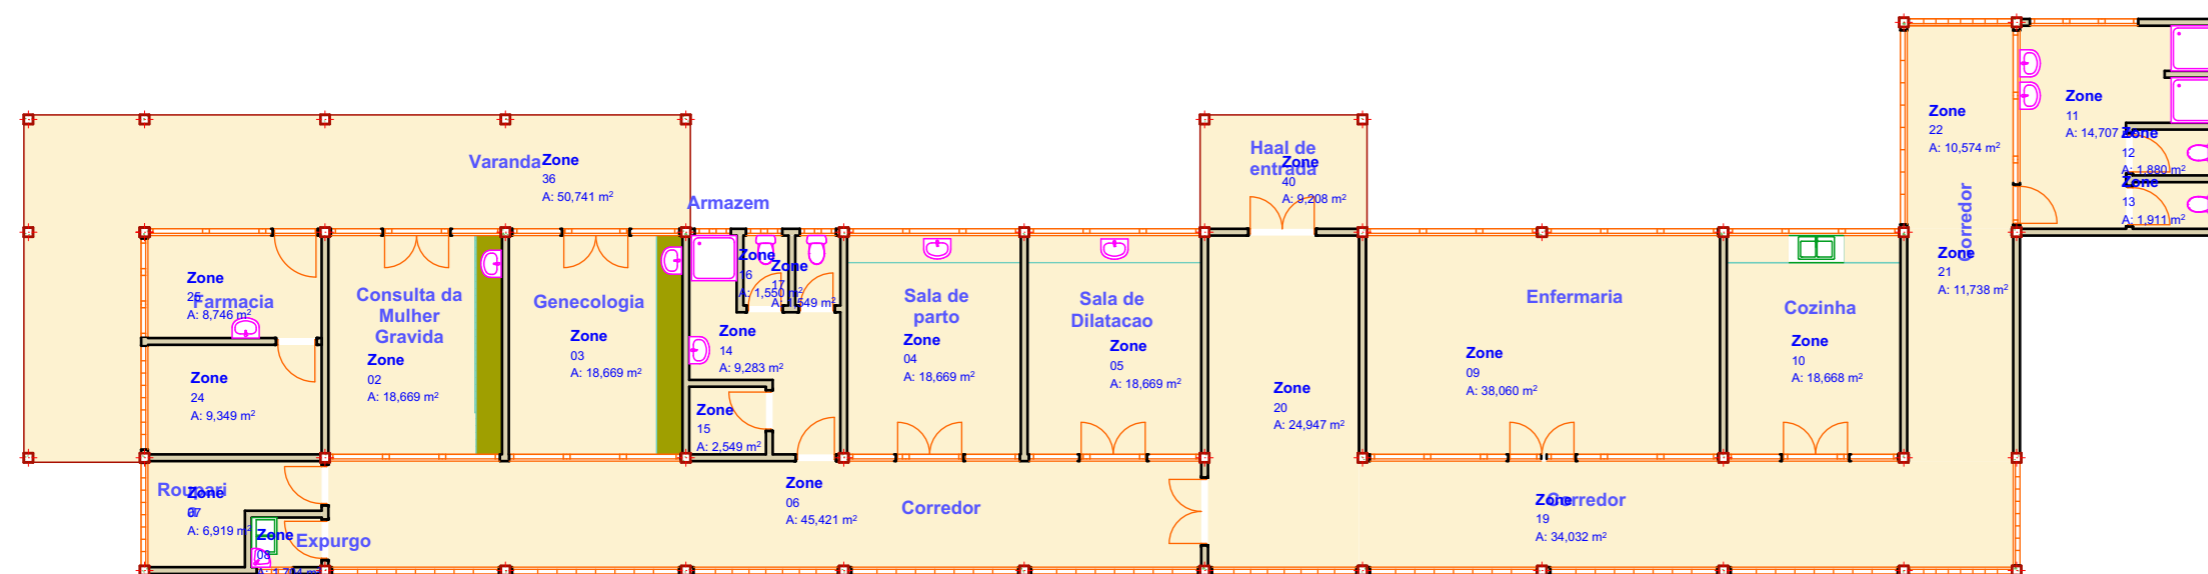 Varanda
Zone
36
A: 50,741 m²
Armazem
Haal de
entrada
Zone
40
A: 9,208 m²
Zone
22
A: 10,574 m²
Corredor
Zone
21
A: 11,738 m²
Zone
11
A: 14,707
Zone
12
A: 1,880 m²
Zone
13
A: 1,911 m²
Farmacia
Zone
A: 8,746 m²
Zone
24
A: 9,349 m²
Consulta da
Mulher
Gravida
Zone
02
A: 18,669 m²
Genecologia
Zone
03
A: 18,669 m²
Zone
16
A: 1,550 m²
Zone
17
A: 1,549 m²
Zone
14
A: 9,283 m²
Zone
15
A: 2,549 m²
Sala de
parto
Zone
04
A: 18,669 m²
Sala de
Dilatacao
Zone
05
A: 18,669 m²
Zone
20
A: 24,947 m²
Enfermaria
Zone
09
A: 38,060 m²
Cozinha
Zone
10
A: 18,668 m²
Roupari
Zone
07
A: 6,919 m²
Zone
08
Expurgo
Zone
06
A: 45,421 m²
Corredor
Corredor
Zone
19
A: 34,032 m²